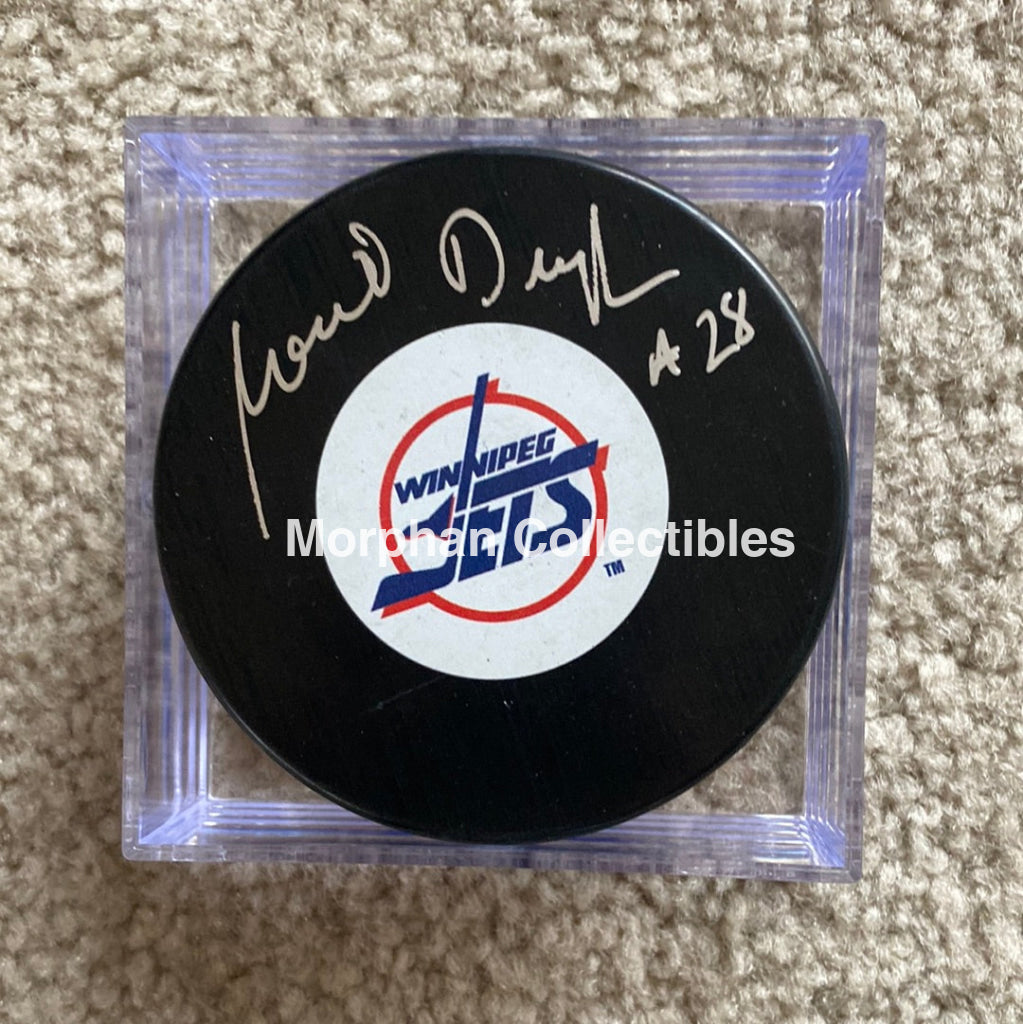 #28
WINNIPEG
JETS
TM
Morphan Collectibles